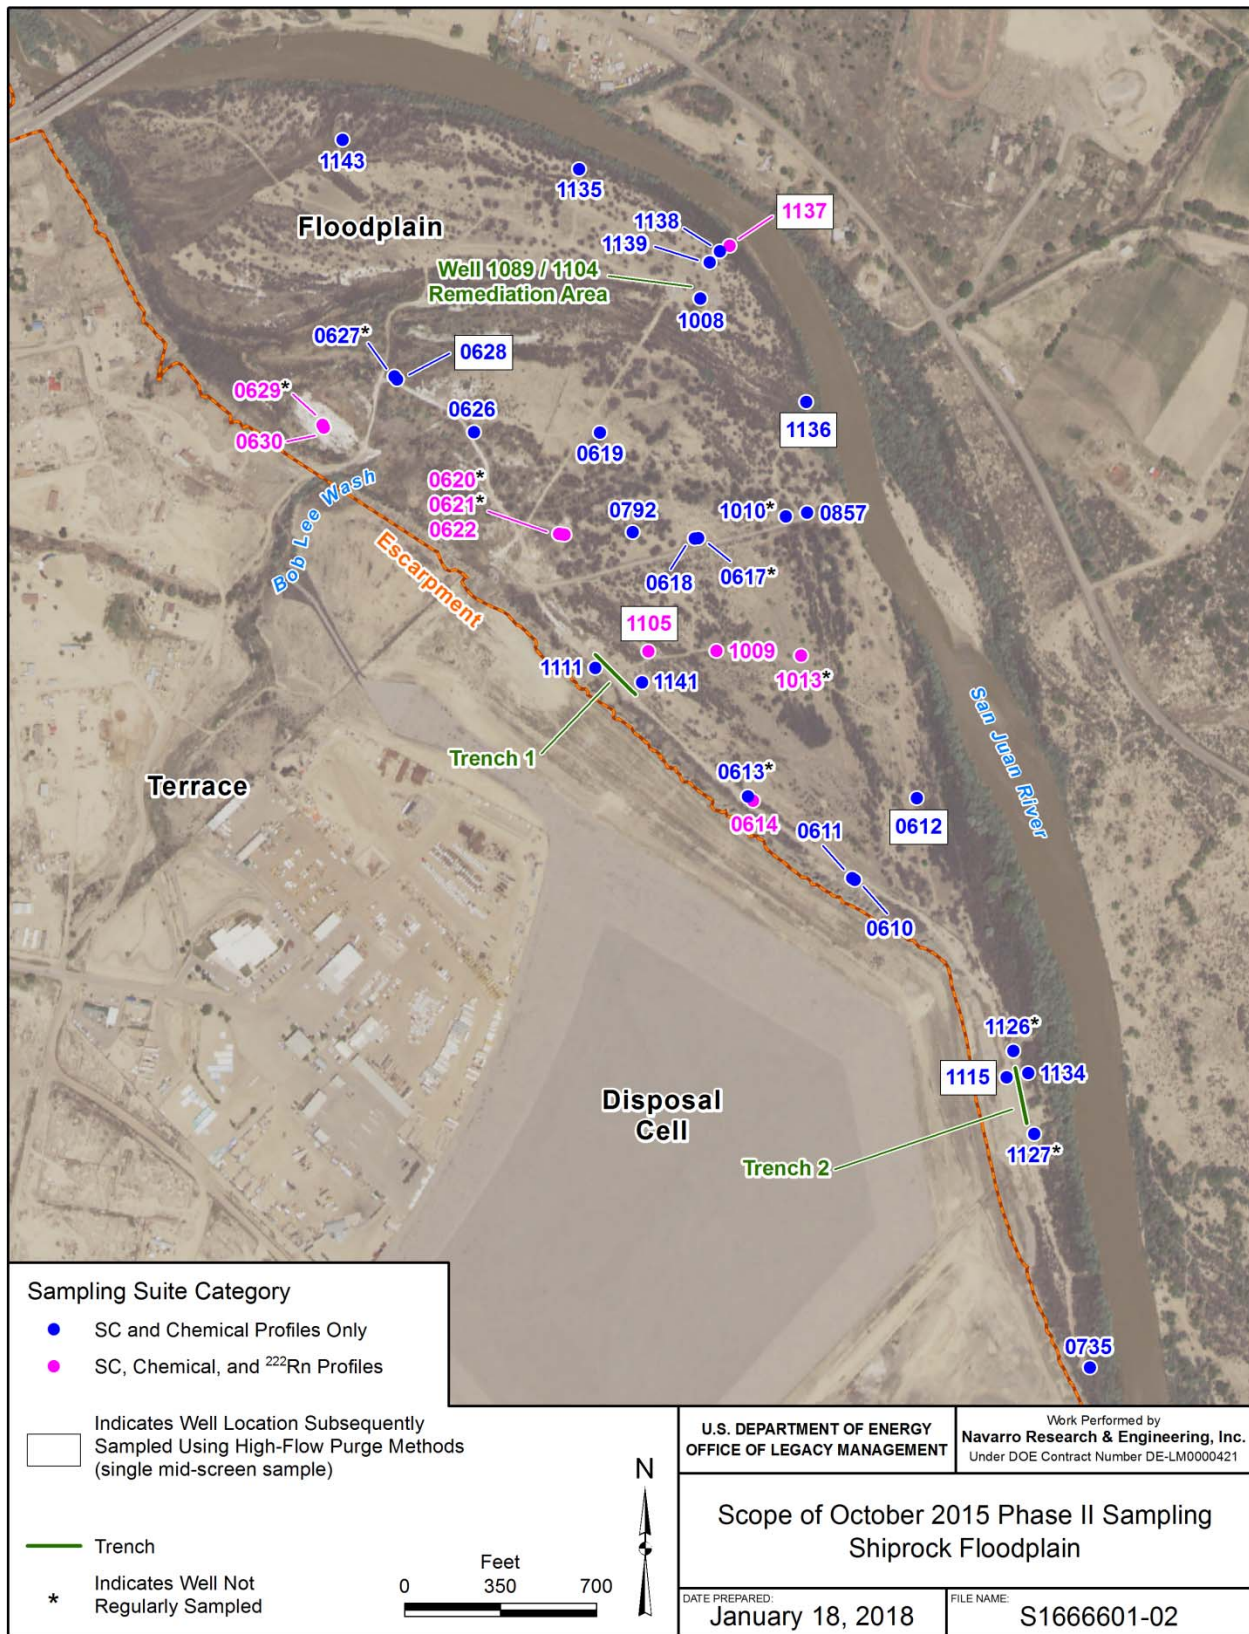 1143
1135
Floodplain
1138
1137
1139
Well 1089 / 1104
Remediation Area
1008
0627*
0628
0629*
0630
0626
0619
1136
Bob Lee Wash
0620*
0621*
0622
0792
1010*
0857
0618
0617*
Escarpment
1105
1009
1013*
1111
1141
San Juan River
Trench 1
Terrace
0613*
0614
0611
0612
0610
1126*
1115
1134
Disposal
Cell
1127*
Trench 2
0735
Sampling Suite Category
SC and Chemical Profiles Only
SC, Chemical, and ²²²Rn Profiles
Indicates Well Location Subsequently
Sampled Using High-Flow Purge Methods
(single mid-screen sample)
Trench
* Indicates Well Not
Regularly Sampled
Feet
0 350 700
N
U.S. DEPARTMENT OF ENERGY
OFFICE OF LEGACY MANAGEMENT
Work Performed by
Navarro Research & Engineering, Inc.
Under DOE Contract Number DE-LM0000421
Scope of October 2015 Phase II Sampling
Shiprock Floodplain
DATE PREPARED:
January 18, 2018
FILE NAME:
S1666601-02